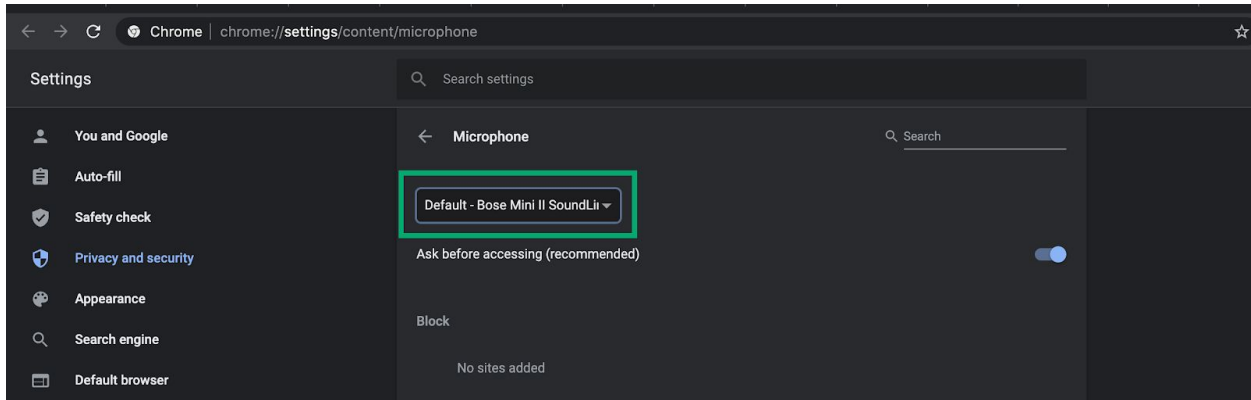 Chrome | chrome://settings/content/microphone
Settings
Search settings
You and Google
Auto-fill
Safety check
Privacy and security
Appearance
Search engine
Default browser
Microphone
Search
Default - Bose Mini II SoundLi
Ask before accessing (recommended)
Block
No sites added